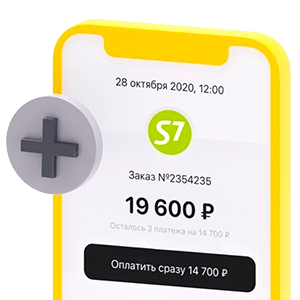 28 октября 2020, 12:00
S7
Заказ №2354235
19 600 ₽
Осталось 3 платежа на 14 700 ₽
Оплатить сразу 14 700 ₽